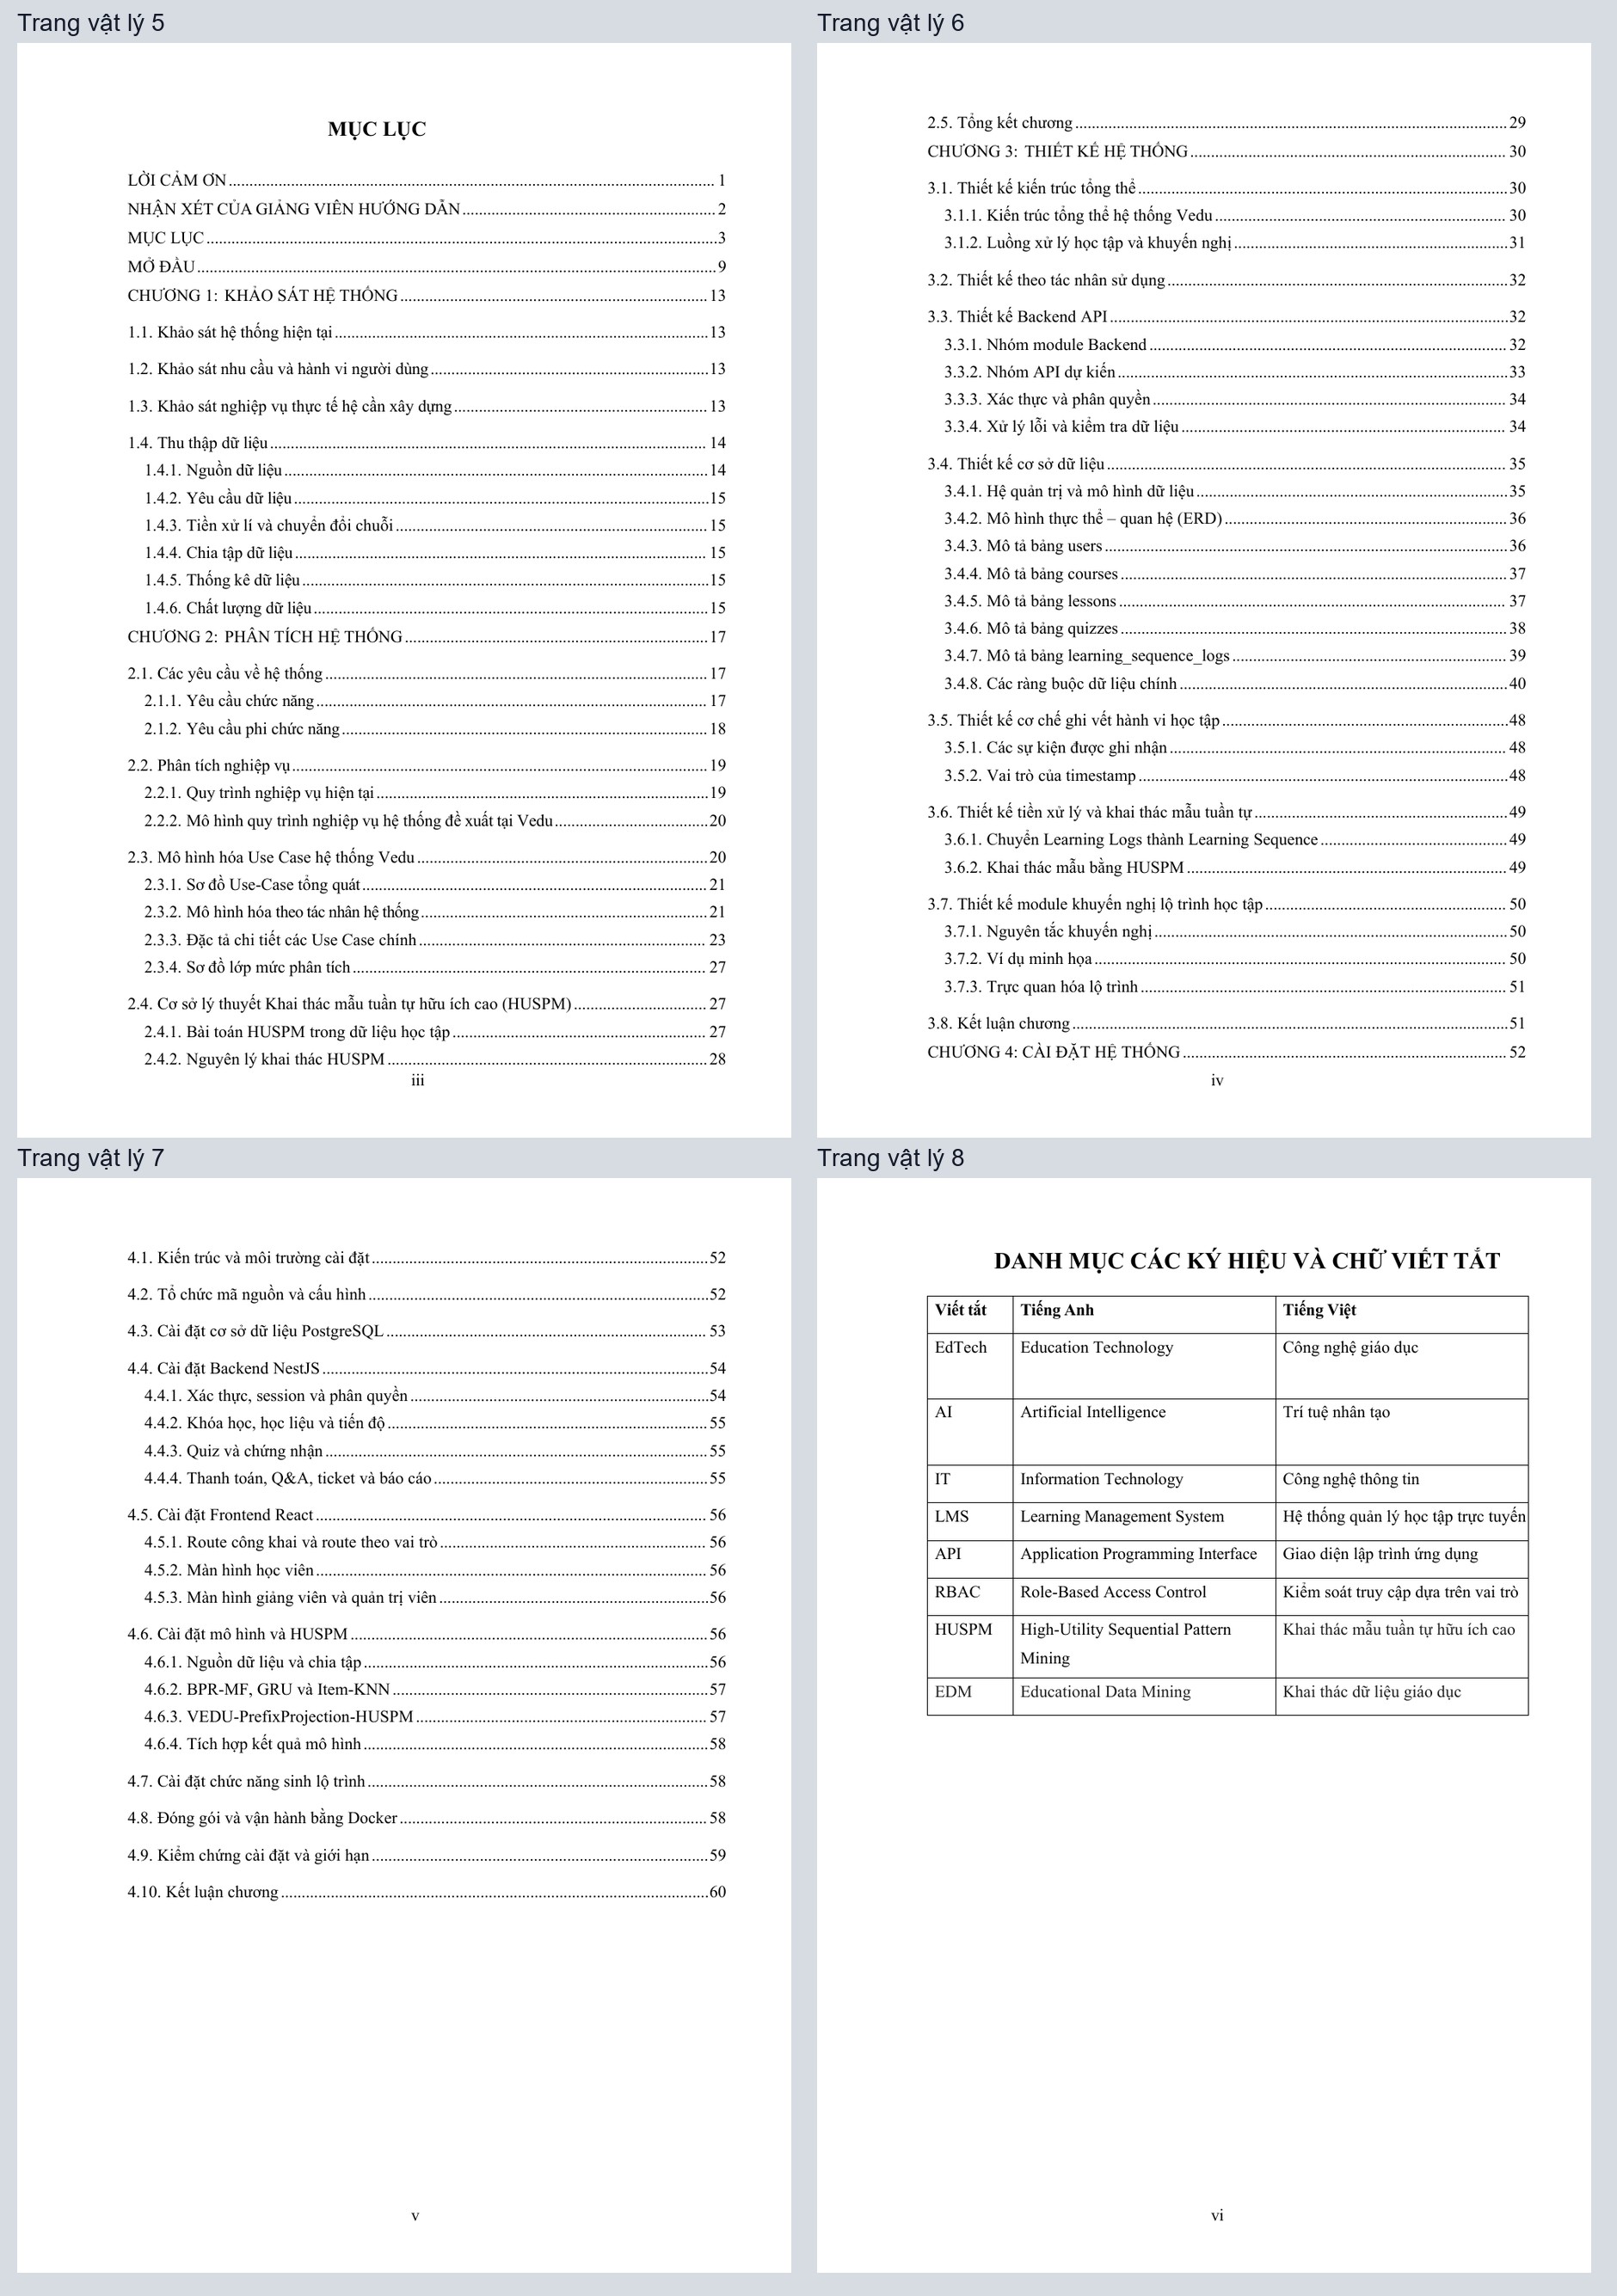 Trang vật lý 5
MỤC LỤC
LỜI CẢM ƠN 1
NHẬN XÉT CỦA GIẢNG VIÊN HƯỚNG DẪN 2
MỤC LỤC 3
MỞ ĐẦU 9
CHƯƠNG 1: KHẢO SÁT HỆ THỐNG 13
1.1. Khảo sát hệ thống hiện tại 13
1.2. Khảo sát nhu cầu và hành vi người dùng 13
1.3. Khảo sát nghiệp vụ thực tế hệ cần xây dựng 13
1.4. Thu thập dữ liệu 14
1.4.1. Nguồn dữ liệu 14
1.4.2. Yêu cầu dữ liệu 15
1.4.3. Tiền xử lí và chuyển đổi chuỗi 15
1.4.4. Chia tập dữ liệu 15
1.4.5. Thống kê dữ liệu 15
1.4.6. Chất lượng dữ liệu 15
CHƯƠNG 2: PHÂN TÍCH HỆ THỐNG 17
2.1. Các yêu cầu về hệ thống 17
2.1.1. Yêu cầu chức năng 17
2.1.2. Yêu cầu phi chức năng 18
2.2. Phân tích nghiệp vụ 19
2.2.1. Quy trình nghiệp vụ hiện tại 19
2.2.2. Mô hình quy trình nghiệp vụ hệ thống đề xuất tại Vedu 20
2.3. Mô hình hóa Use Case hệ thống Vedu 20
2.3.1. Sơ đồ Use-Case tổng quát 21
2.3.2. Mô hình hóa theo tác nhân hệ thống 21
2.3.3. Đặc tả chi tiết các Use Case chính 23
2.3.4. Sơ đồ lớp mức phân tích 27
2.4. Cơ sở lý thuyết Khai thác mẫu tuần tự hữu ích cao (HUSPM) 27
2.4.1. Bài toán HUSPM trong dữ liệu học tập 27
2.4.2. Nguyên lý khai thác HUSPM 28
iii
Trang vật lý 6
2.5. Tổng kết chương 29
CHƯƠNG 3: THIẾT KẾ HỆ THỐNG 30
3.1. Thiết kế kiến trúc tổng thể 30
3.1.1. Kiến trúc tổng thể hệ thống Vedu 30
3.1.2. Luồng xử lý học tập và khuyến nghị 31
3.2. Thiết kế theo tác nhân sử dụng 32
3.3. Thiết kế Backend API 32
3.3.1. Nhóm module Backend 32
3.3.2. Nhóm API dự kiến 33
3.3.3. Xác thực và phân quyền 34
3.3.4. Xử lý lỗi và kiểm tra dữ liệu 34
3.4. Thiết kế cơ sở dữ liệu 35
3.4.1. Hệ quản trị và mô hình dữ liệu 35
3.4.2. Mô hình thực thể – quan hệ (ERD) 36
3.4.3. Mô tả bảng users 36
3.4.4. Mô tả bảng courses 37
3.4.5. Mô tả bảng lessons 37
3.4.6. Mô tả bảng quizzes 38
3.4.7. Mô tả bảng learning_sequence_logs 39
3.4.8. Các ràng buộc dữ liệu chính 40
3.5. Thiết kế cơ chế ghi vết hành vi học tập 48
3.5.1. Các sự kiện được ghi nhận 48
3.5.2. Vai trò của timestamp 48
3.6. Thiết kế tiền xử lý và khai thác mẫu tuần tự 49
3.6.1. Chuyển Learning Logs thành Learning Sequence 49
3.6.2. Khai thác mẫu bằng HUSPM 49
3.7. Thiết kế module khuyến nghị lộ trình học tập 50
3.7.1. Nguyên tắc khuyến nghị 50
3.7.2. Ví dụ minh họa 50
3.7.3. Trực quan hóa lộ trình 51
3.8. Kết luận chương 51
CHƯƠNG 4: CÀI ĐẶT HỆ THỐNG 52
iv
Trang vật lý 7
4.1. Kiến trúc và môi trường cài đặt 52
4.2. Tổ chức mã nguồn và cấu hình 52
4.3. Cài đặt cơ sở dữ liệu PostgreSQL 53
4.4. Cài đặt Backend NestJS 54
4.4.1. Xác thực, session và phân quyền 54
4.4.2. Khóa học, học liệu và tiến độ 55
4.4.3. Quiz và chứng nhận 55
4.4.4. Thanh toán, Q&A, ticket và báo cáo 55
4.5. Cài đặt Frontend React 56
4.5.1. Route công khai và route theo vai trò 56
4.5.2. Màn hình học viên 56
4.5.3. Màn hình giảng viên và quản trị viên 56
4.6. Cài đặt mô hình và HUSPM 56
4.6.1. Nguồn dữ liệu và chia tập 56
4.6.2. BPR-MF, GRU và Item-KNN 57
4.6.3. VEDU-PrefixProjection-HUSPM 57
4.6.4. Tích hợp kết quả mô hình 58
4.7. Cài đặt chức năng sinh lộ trình 58
4.8. Đóng gói và vận hành bằng Docker 58
4.9. Kiểm chứng cài đặt và giới hạn 59
4.10. Kết luận chương 60
v
Trang vật lý 8
DANH MỤC CÁC KÝ HIỆU VÀ CHỮ VIẾT TẮT
Viết tắt Tiếng Anh Tiếng Việt
EdTech Education Technology Công nghệ giáo dục
AI Artificial Intelligence Trí tuệ nhân tạo
IT Information Technology Công nghệ thông tin
LMS Learning Management System Hệ thống quản lý học tập trực tuyến
API Application Programming Interface Giao diện lập trình ứng dụng
RBAC Role-Based Access Control Kiểm soát truy cập dựa trên vai trò
HUSPM High-Utility Sequential Pattern Khai thác mẫu tuần tự hữu ích cao
Mining
EDM Educational Data Mining Khai thác dữ liệu giáo dục
vi